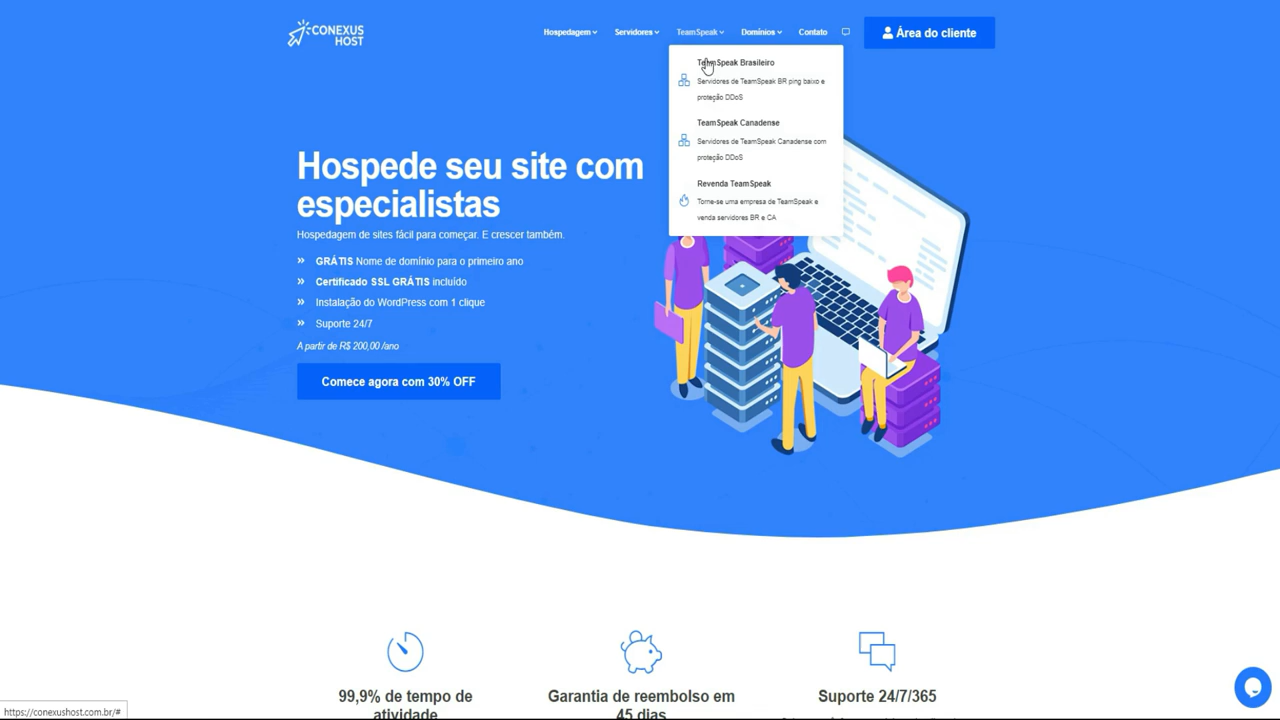 CONEXUS
HOST
Hospedagem
Servidores
TeamSpeak
Domínios
Contato
Área do cliente
TeamSpeak Brasileiro
Servidores de TeamSpeak BR ping baixo e
proteção DDoS
TeamSpeak Canadense
Servidores de TeamSpeak Canadense com
proteção DDoS
Revenda TeamSpeak
Torne-se uma empresa de TeamSpeak e
venda servidores BR e CA
Hospede seu site com
especialistas
Hospedagem de sites fácil para começar. E crescer também.
GRÁTIS Nome de domínio para o primeiro ano
Certificado SSL GRÁTIS incluído
Instalação do WordPress com 1 clique
Suporte 24/7
A partir de R$ 200,00 /ano
Comece agora com 30% OFF
99,9% de tempo de
atividade
Garantia de reembolso em
45 dias
Suporte 24/7/365
https://conexushost.com.br/#